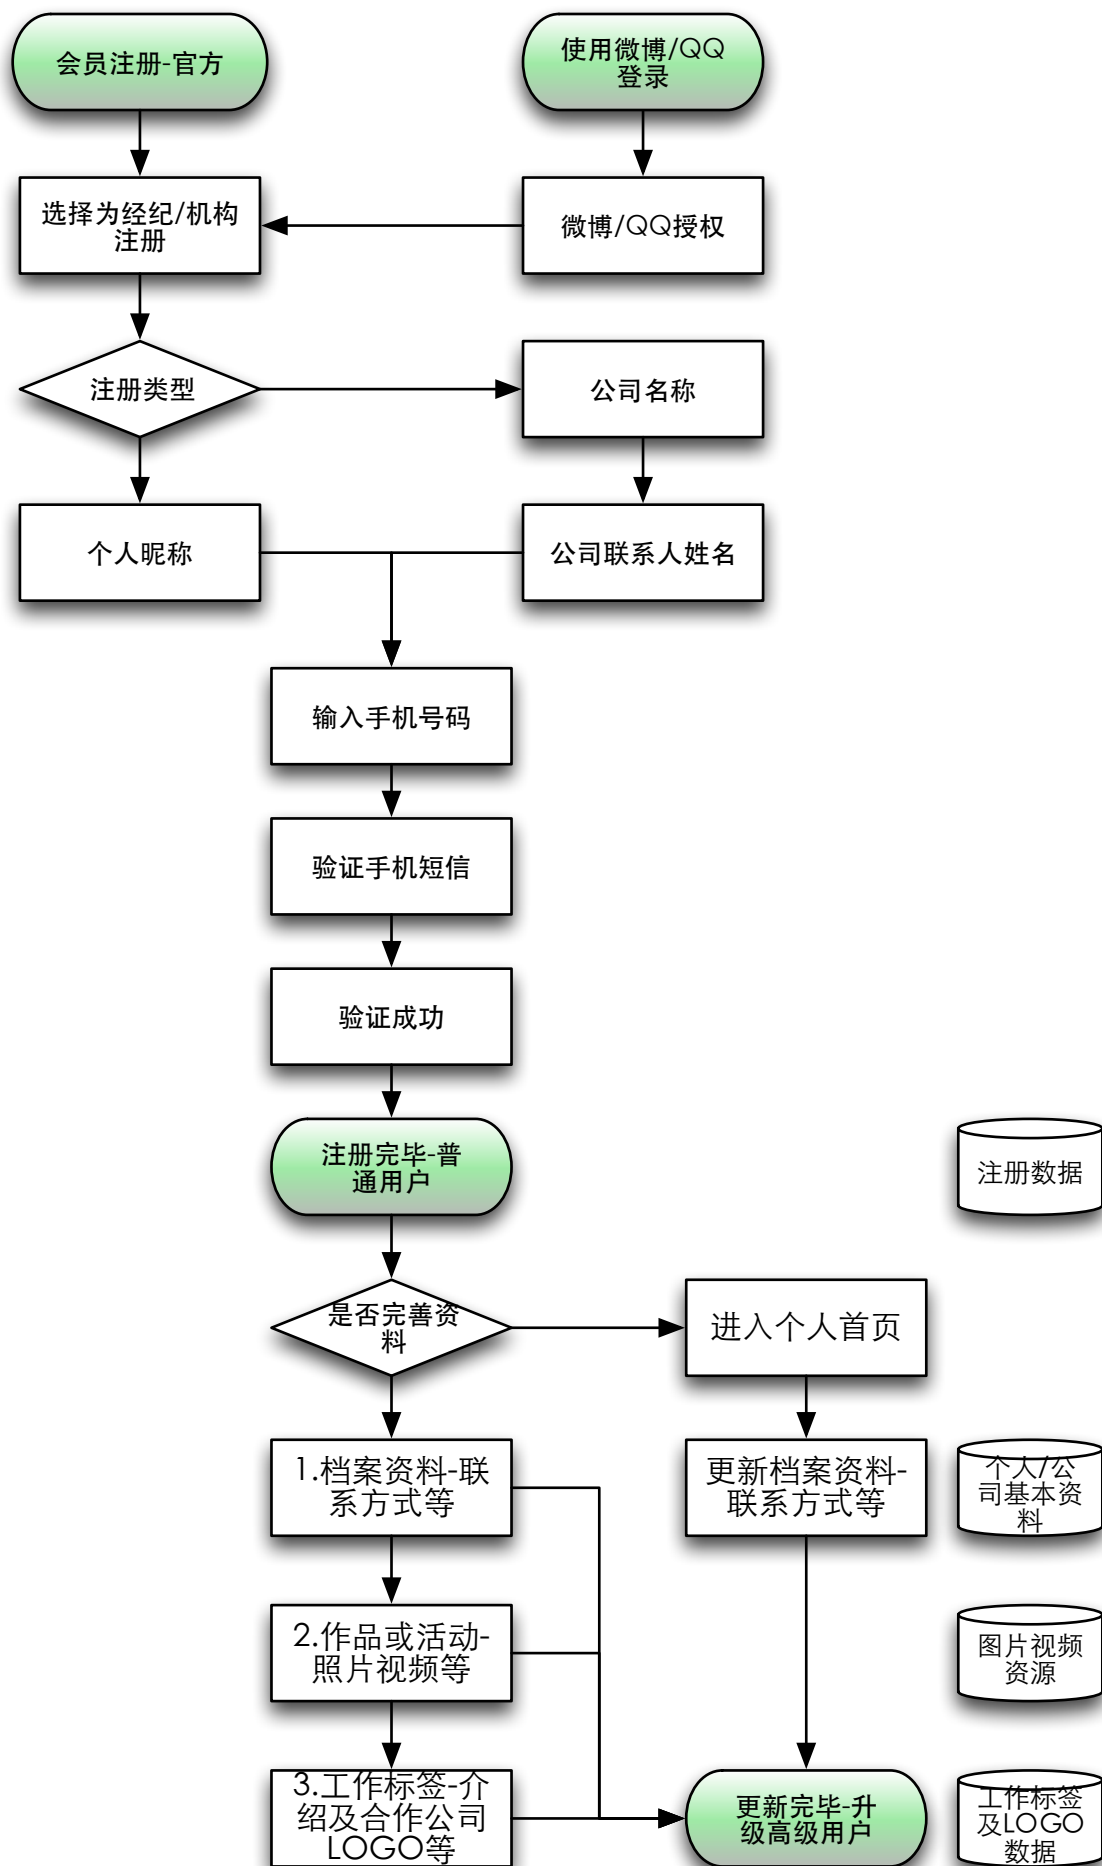 会员注册-官方
使用微博/QQ
登录
选择为经纪/机构
注册
微博/QQ授权
注册类型
公司名称
个人昵称
公司联系人姓名
输入手机号码
验证手机短信
验证成功
注册完毕-普
通用户
注册数据
是否完善资
料
进入个人首页
1.档案资料-联
系方式等
更新档案资料-
联系方式等
个人/公
司基本资
料
2.作品或活动-
照片视频等
图片视频
资源
3.工作标签-介
绍及合作公司
LOGO等
更新完毕-升
级高级用户
工作标签
及LOGO
数据